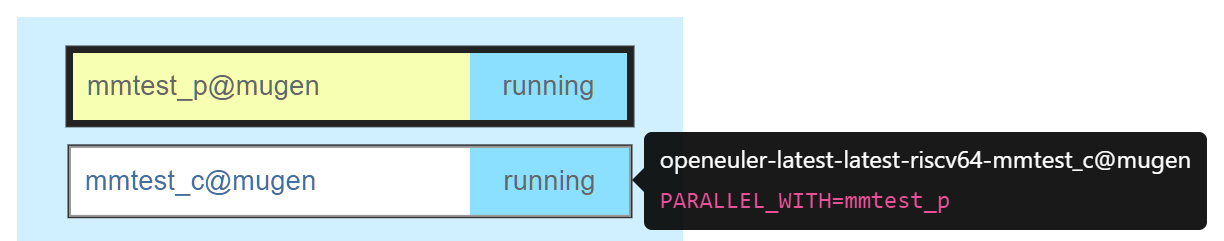 mmtest_p@mugen running
mmtest_c@mugen running
openeuler-latest-latest-riscv64-mmtest_c@mugen
PARALLEL_WITH=mmtest_p